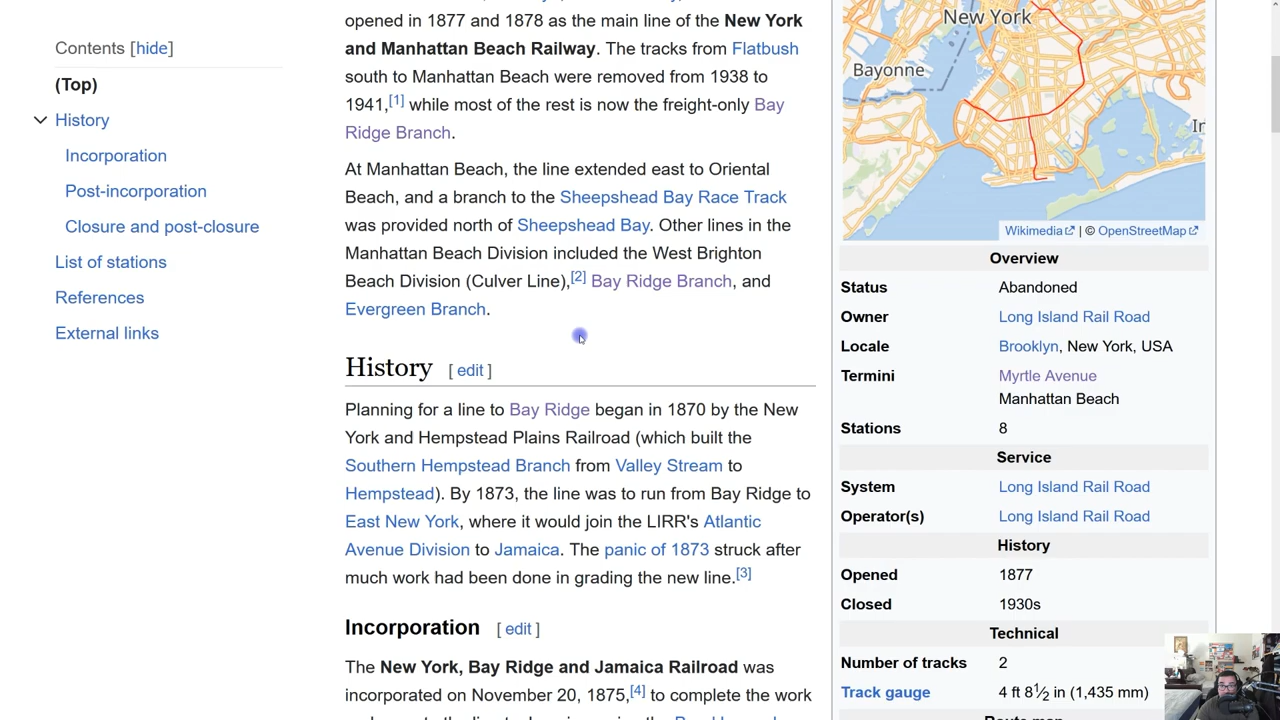 Contents [hide]
(Top)
History
Incorporation
Post-incorporation
Closure and post-closure
List of stations
References
External links
opened in 1877 and 1878 as the main line of the New York
and Manhattan Beach Railway. The tracks from Flatbush
south to Manhattan Beach were removed from 1938 to
1941,[1] while most of the rest is now the freight-only Bay
Ridge Branch.
At Manhattan Beach, the line extended east to Oriental
Beach, and a branch to the Sheepshead Bay Race Track
was provided north of Sheepshead Bay. Other lines in the
Manhattan Beach Division included the West Brighton
Beach Division (Culver Line),[2] Bay Ridge Branch, and
Evergreen Branch.
History [ edit ]
Planning for a line to Bay Ridge began in 1870 by the New
York and Hempstead Plains Railroad (which built the
Southern Hempstead Branch from Valley Stream to
Hempstead). By 1873, the line was to run from Bay Ridge to
East New York, where it would join the LIRR's Atlantic
Avenue Division to Jamaica. The panic of 1873 struck after
much work had been done in grading the new line.[3]
Incorporation [ edit ]
The New York, Bay Ridge and Jamaica Railroad was
incorporated on November 20, 1875,[4] to complete the work
New York
Bayonne
Wikimedia | © OpenStreetMap
Overview
Status Abandoned
Owner Long Island Rail Road
Locale Brooklyn, New York, USA
Termini Myrtle Avenue
Manhattan Beach
Stations 8
Service
System Long Island Rail Road
Operator(s) Long Island Rail Road
History
Opened 1877
Closed 1930s
Technical
Number of tracks 2
Track gauge 4 ft 8 1⁄2 in (1,435 mm)